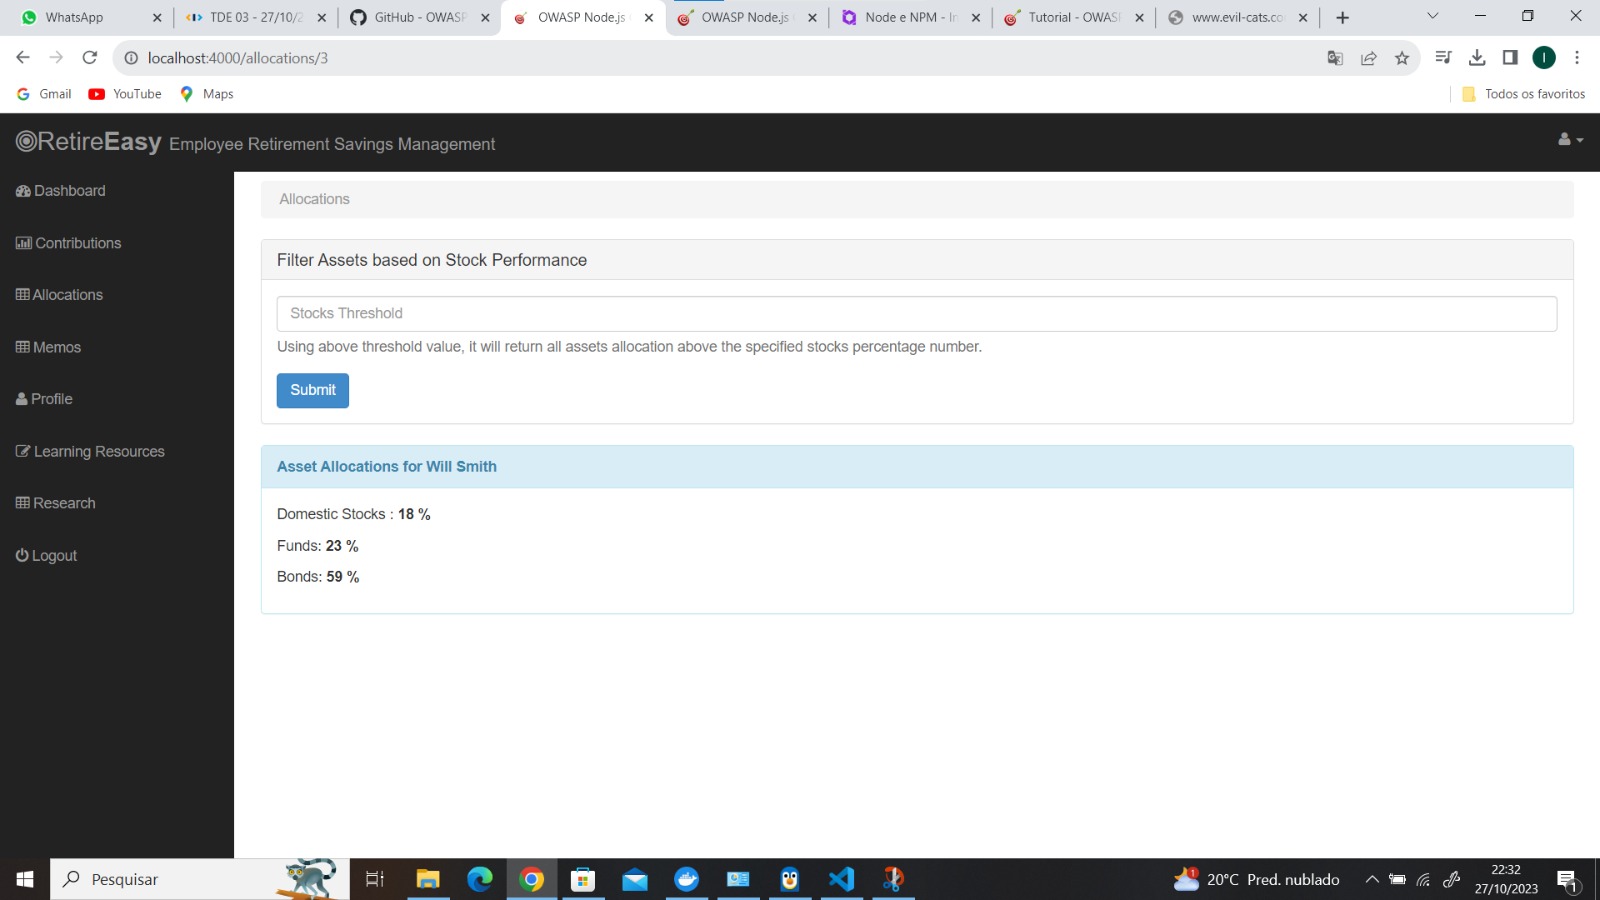 WhatsApp
TDE 03 - 27/10/2
GitHub - OWASP
OWASP Node.js
OWASP Node.js
Node e NPM - In
Tutorial - OWAS
www.evil-cats.co
localhost:4000/allocations/3
Gmail
YouTube
Maps
Todos os favoritos
RetireEasy Employee Retirement Savings Management
Dashboard
Contributions
Allocations
Memos
Profile
Learning Resources
Research
Logout
Allocations
Filter Assets based on Stock Performance
Stocks Threshold
Using above threshold value, it will return all assets allocation above the specified stocks percentage number.
Submit
Asset Allocations for Will Smith
Domestic Stocks : 18 %
Funds: 23 %
Bonds: 59 %
Pesquisar
1
20°C Pred. nublado
22:32
27/10/2023
1